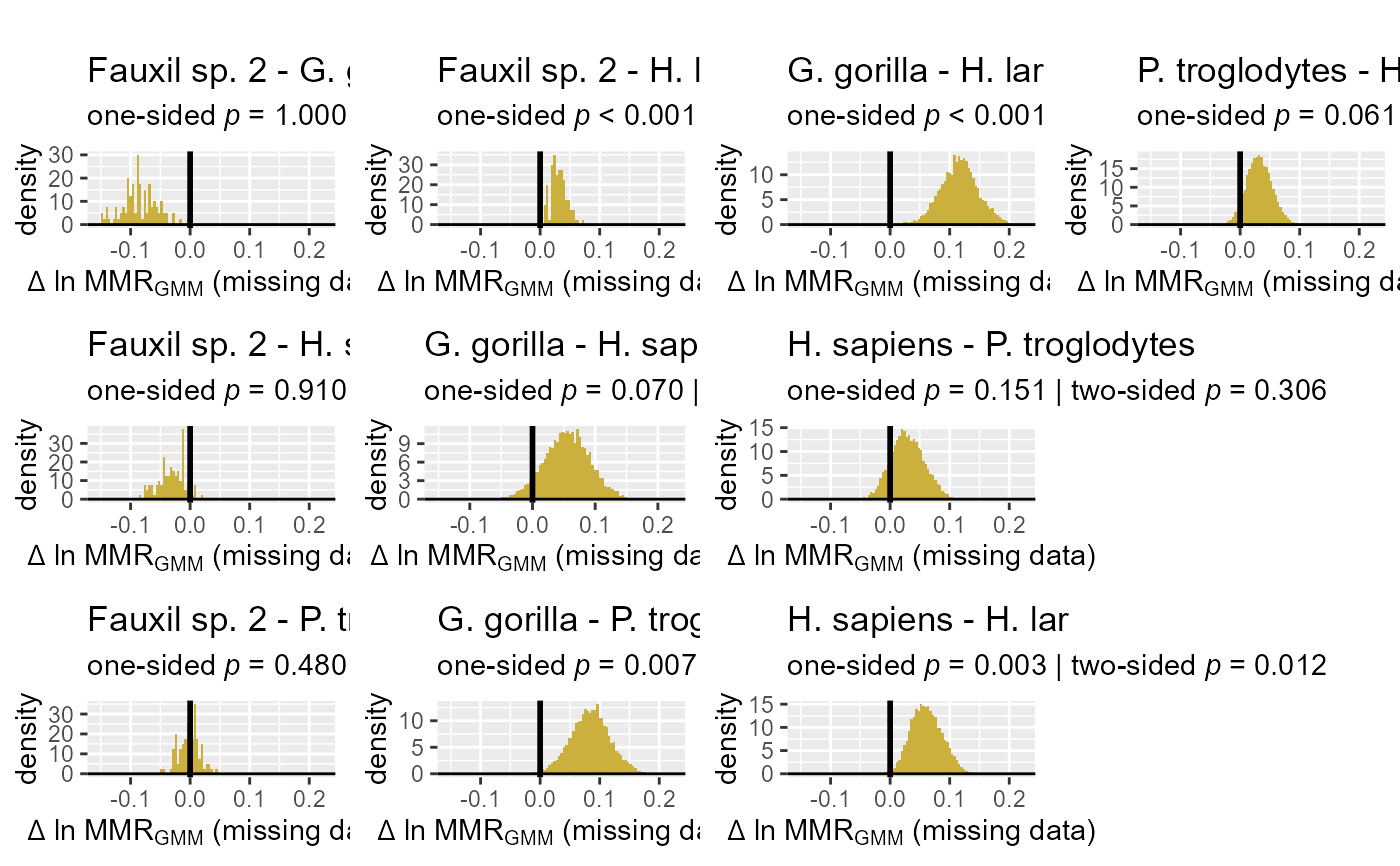 Fauxil sp. 2 - G.
one-sided p = 1.000
density
30
20
10
0
-0.1 0.0 0.1 0.2
Δ ln MMRGMM (missing da
Fauxil sp. 2 - H.
one-sided p < 0.001
density
30
20
10
0
-0.1 0.0 0.1 0.2
Δ ln MMRGMM (missing da
G. gorilla - H. lar
one-sided p < 0.001
density
10
5
0
-0.1 0.0 0.1 0.2
Δ ln MMRGMM (missing da
P. troglodytes - H
one-sided p = 0.061
density
15
10
5
0
-0.1 0.0 0.1 0.2
Δ ln MMRGMM (missing da
Fauxil sp. 2 - H. s
one-sided p = 0.910
density
30
20
10
0
-0.1 0.0 0.1 0.2
Δ ln MMRGMM (missing da
G. gorilla - H. sap
one-sided p = 0.070 |
density
9
6
3
0
-0.1 0.0 0.1 0.2
Δ ln MMRGMM (missing da
H. sapiens - P. troglodytes
one-sided p = 0.151 | two-sided p = 0.306
density
15
10
5
0
-0.1 0.0 0.1 0.2
Δ ln MMRGMM (missing data)
Fauxil sp. 2 - P. t
one-sided p = 0.480
density
30
20
10
0
-0.1 0.0 0.1 0.2
Δ ln MMRGMM (missing da
G. gorilla - P. trog
one-sided p = 0.007
density
10
5
0
-0.1 0.0 0.1 0.2
Δ ln MMRGMM (missing da
H. sapiens - H. lar
one-sided p = 0.003 | two-sided p = 0.012
density
15
10
5
0
-0.1 0.0 0.1 0.2
Δ ln MMRGMM (missing data)